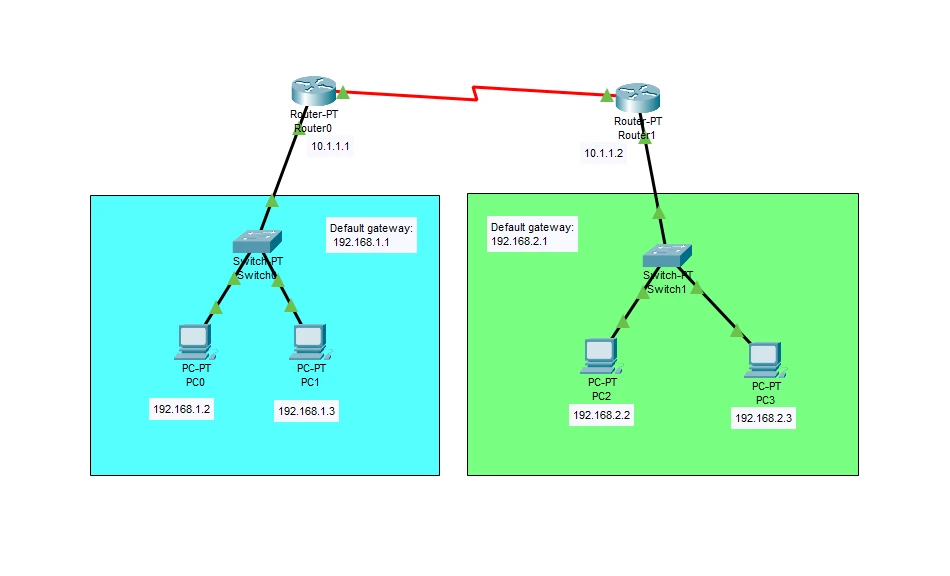 Router-PT
Router0
10.1.1.1
Router-PT
Router1
10.1.1.2
Default gateway:
192.168.1.1
Switch-PT
Switch0
PC-PT
PC0
192.168.1.2
PC-PT
PC1
192.168.1.3
Default gateway:
192.168.2.1
Switch-PT
Switch1
PC-PT
PC2
192.168.2.2
PC-PT
PC3
192.168.2.3